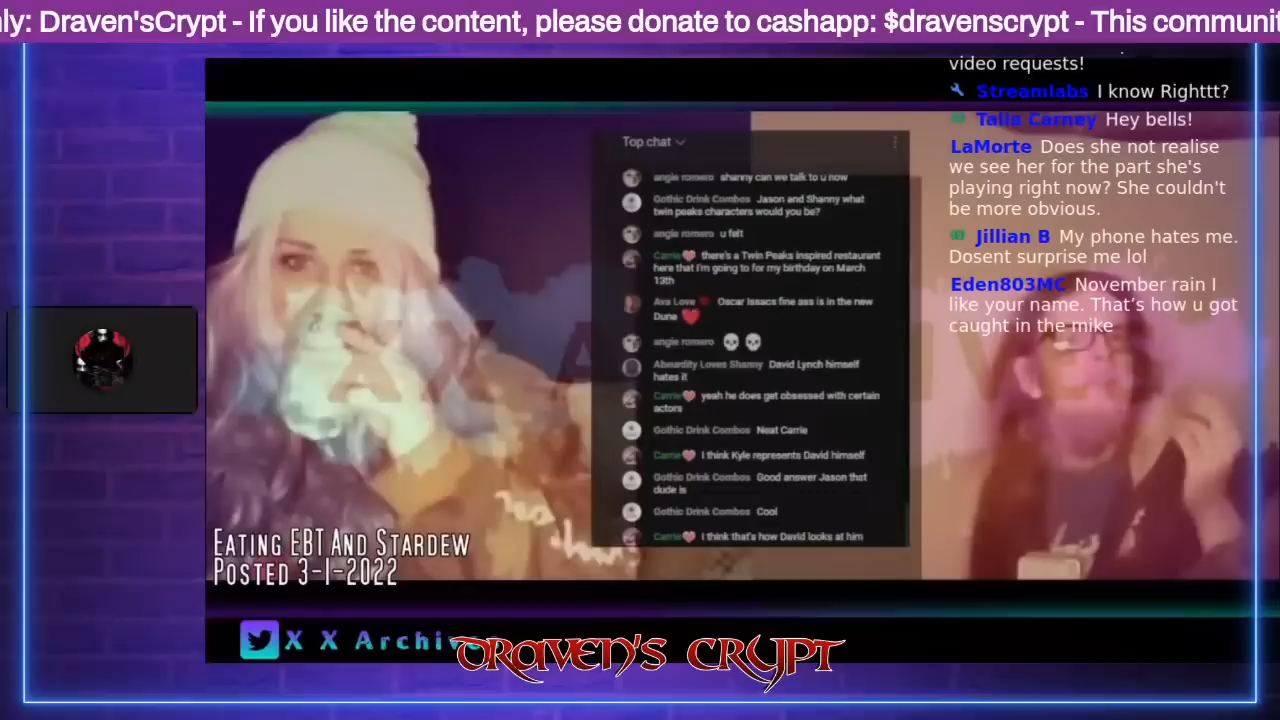 nly: Draven'sCrypt - If you like the content, please donate to cashapp: $dravenscrypt - This communi
video requests!
Streamlabs I know Righttt?
Talia Carney Hey bells!
LaMorte Does she not realise
we see her for the part she's
playing right now? She couldn't
be more obvious.
Jillian B My phone hates me.
Dosent surprise me lol
Eden803MC November rain I
like your name. That's how u got
caught in the mike
Top chat
angie romero shanny can we talk to u now
Gothic Drink Combos Jason and Shanny what
twin peaks characters would you be?
angie romero u felt
Carrie there's a Twin Peaks inspired restaurant
here that I'm going to for my birthday on March
13th
Ava Love Oscar Issacs fine ass is in the new
Dune
angie romero
Absurdity Loves Shanny David Lynch himself
hates it
Carrie yeah he does get obsessed with certain
actors
Gothic Drink Combos Neat Carrie
Carrie I think Kyle represents David himself
Gothic Drink Combos Good answer Jason that
dude is
Gothic Drink Combos Cool
Carrie I think that's how David looks at him
Eating EBT And Stardew
Posted 3-1-2022
X X Archiv
Draven's Crypt